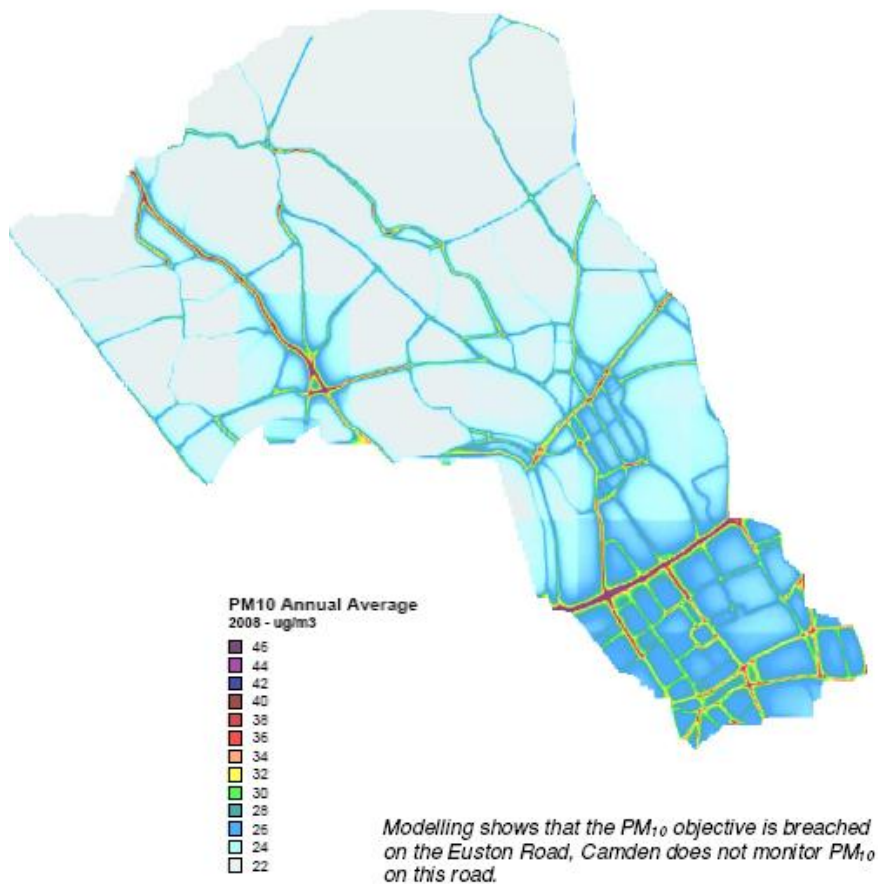 PM10 Annual Average
2008 - ug/m3
46
44
42
40
38
36
34
32
30
28
26
24
22
Modelling shows that the PM₁₀ objective is breached
on the Euston Road, Camden does not monitor PM₁₀
on this road.